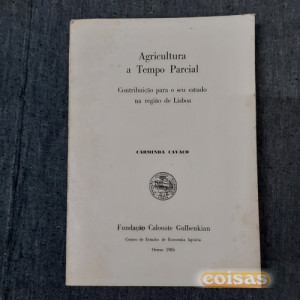 Agricultura
a Tempo Parcial
Contribuição para o seu estudo
na região de Lisboa
CARMINDA CAVACO
Fundação Calouste Gulbenkian
Centro de Estudos de Economia Agrária
Oeiras
coisas